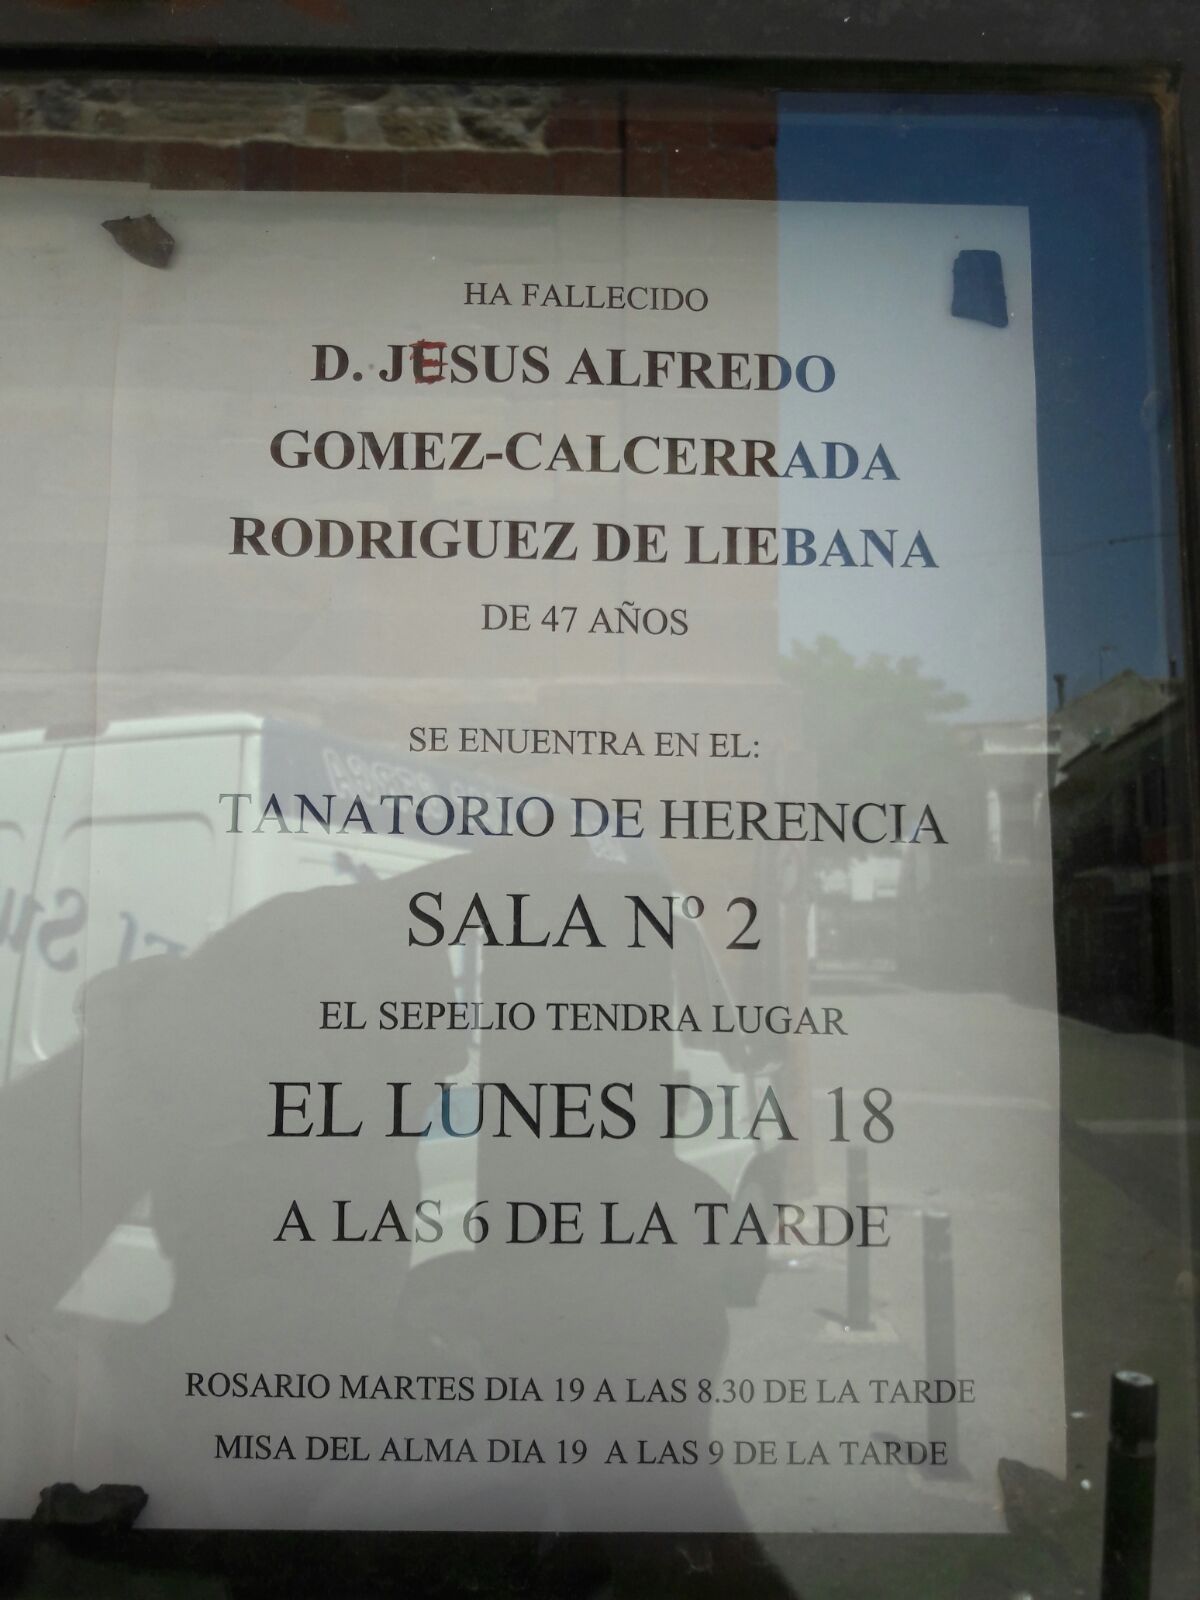 HA FALLECIDO
D. JESUS ALFREDO
GOMEZ-CALCERRADA
RODRIGUEZ DE LIEBANA
DE 47 AÑOS
SE ENUENTRA EN EL:
TANATORIO DE HERENCIA
SALA Nº 2
EL SEPELIO TENDRA LUGAR
EL LUNES DIA 18
A LAS 6 DE LA TARDE
ROSARIO MARTES DIA 19 A LAS 8.30 DE LA TARDE
MISA DEL ALMA DIA 19 A LAS 9 DE LA TARDE